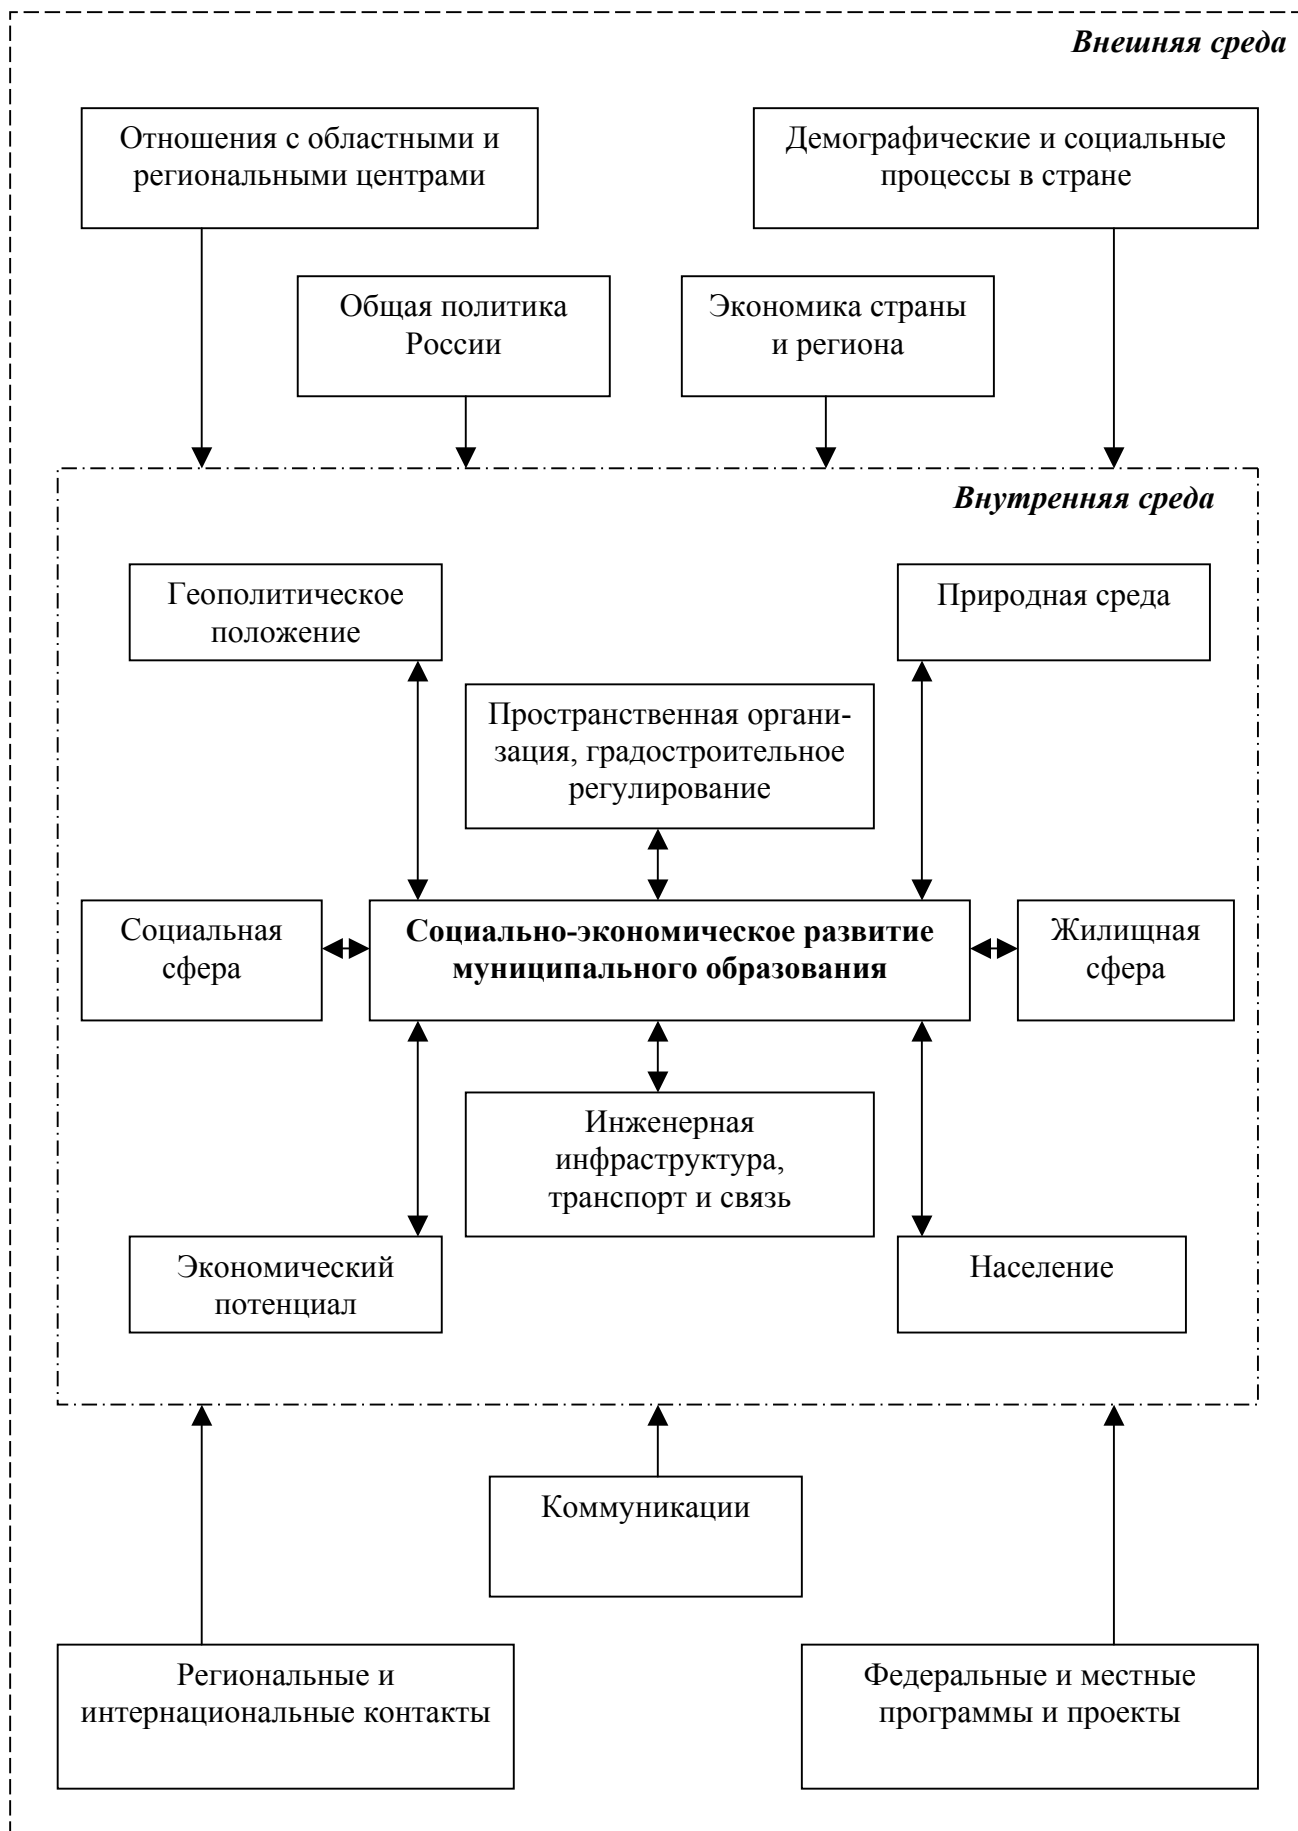 Внешняя среда
Отношения с областными и
региональными центрами
Демографические и социальные
процессы в стране
Общая политика
России
Экономика страны
и региона
Внутренняя среда
Геополитическое
положение
Природная среда
Пространственная органи-
зация, градостроительное
регулирование
Социальная
сфера
Социально-экономическое развитие
муниципального образования
Жилищная
сфера
Инженерная
инфраструктура,
транспорт и связь
Экономический
потенциал
Население
Коммуникации
Региональные и
интернациональные контакты
Федеральные и местные
программы и проекты